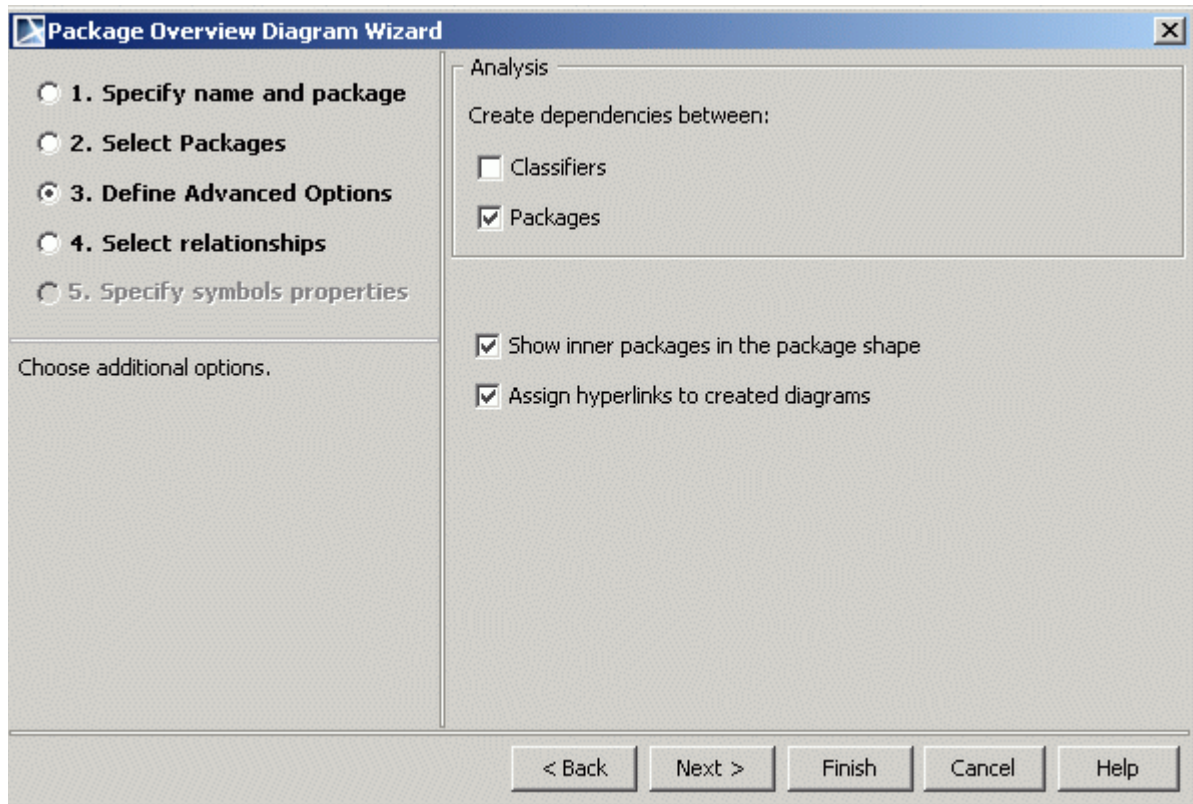 Package Overview Diagram Wizard
1. Specify name and package
2. Select Packages
3. Define Advanced Options
4. Select relationships
5. Specify symbols properties
Choose additional options.
Analysis
Create dependencies between:
Classifiers
Packages
Show inner packages in the package shape
Assign hyperlinks to created diagrams
< Back
Next >
Finish
Cancel
Help